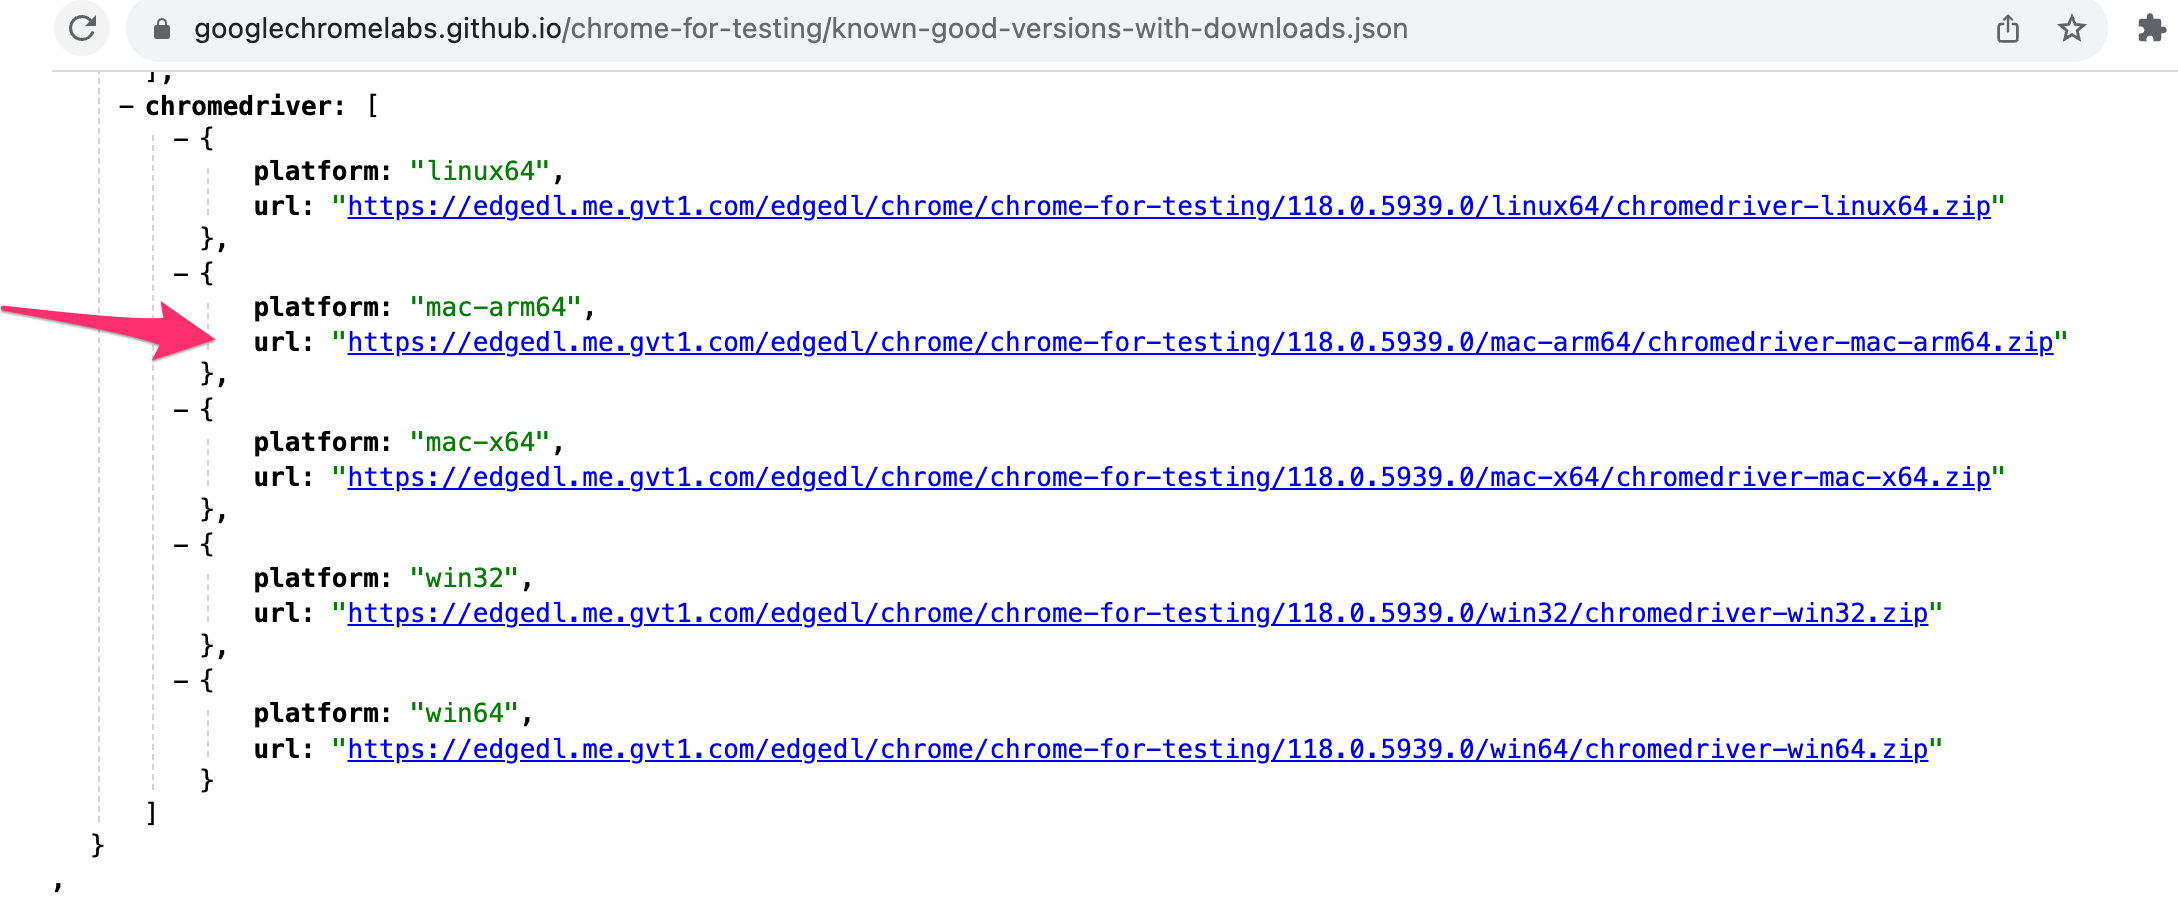 googlechromelabs.github.io/chrome-for-testing/known-good-versions-with-downloads.json
],
– chromedriver: [
– {
platform: "linux64",
url: "https://edgedl.me.gvt1.com/edgedl/chrome/chrome-for-testing/118.0.5939.0/linux64/chromedriver-linux64.zip"
},
– {
platform: "mac-arm64",
url: "https://edgedl.me.gvt1.com/edgedl/chrome/chrome-for-testing/118.0.5939.0/mac-arm64/chromedriver-mac-arm64.zip"
},
– {
platform: "mac-x64",
url: "https://edgedl.me.gvt1.com/edgedl/chrome/chrome-for-testing/118.0.5939.0/mac-x64/chromedriver-mac-x64.zip"
},
– {
platform: "win32",
url: "https://edgedl.me.gvt1.com/edgedl/chrome/chrome-for-testing/118.0.5939.0/win32/chromedriver-win32.zip"
},
– {
platform: "win64",
url: "https://edgedl.me.gvt1.com/edgedl/chrome/chrome-for-testing/118.0.5939.0/win64/chromedriver-win64.zip"
}
]
}
,